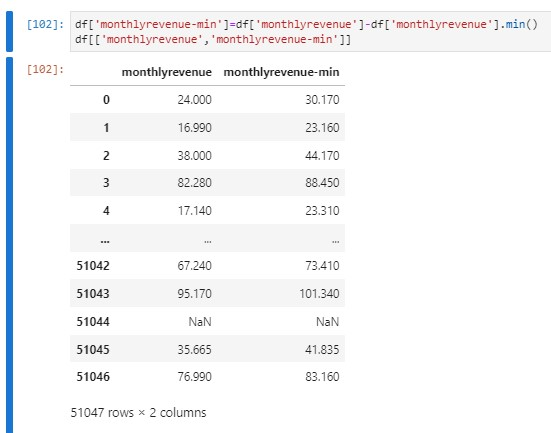 [102]: df['monthlyrevenue-min']=df['monthlyrevenue']-df['monthlyrevenue'].min()
df[['monthlyrevenue','monthlyrevenue-min']]
[102]:
monthlyrevenue monthlyrevenue-min
0 24.000 30.170
1 16.990 23.160
2 38.000 44.170
3 82.280 88.450
4 17.140 23.310
... ... ...
51042 67.240 73.410
51043 95.170 101.340
51044 NaN NaN
51045 35.665 41.835
51046 76.990 83.160
51047 rows × 2 columns